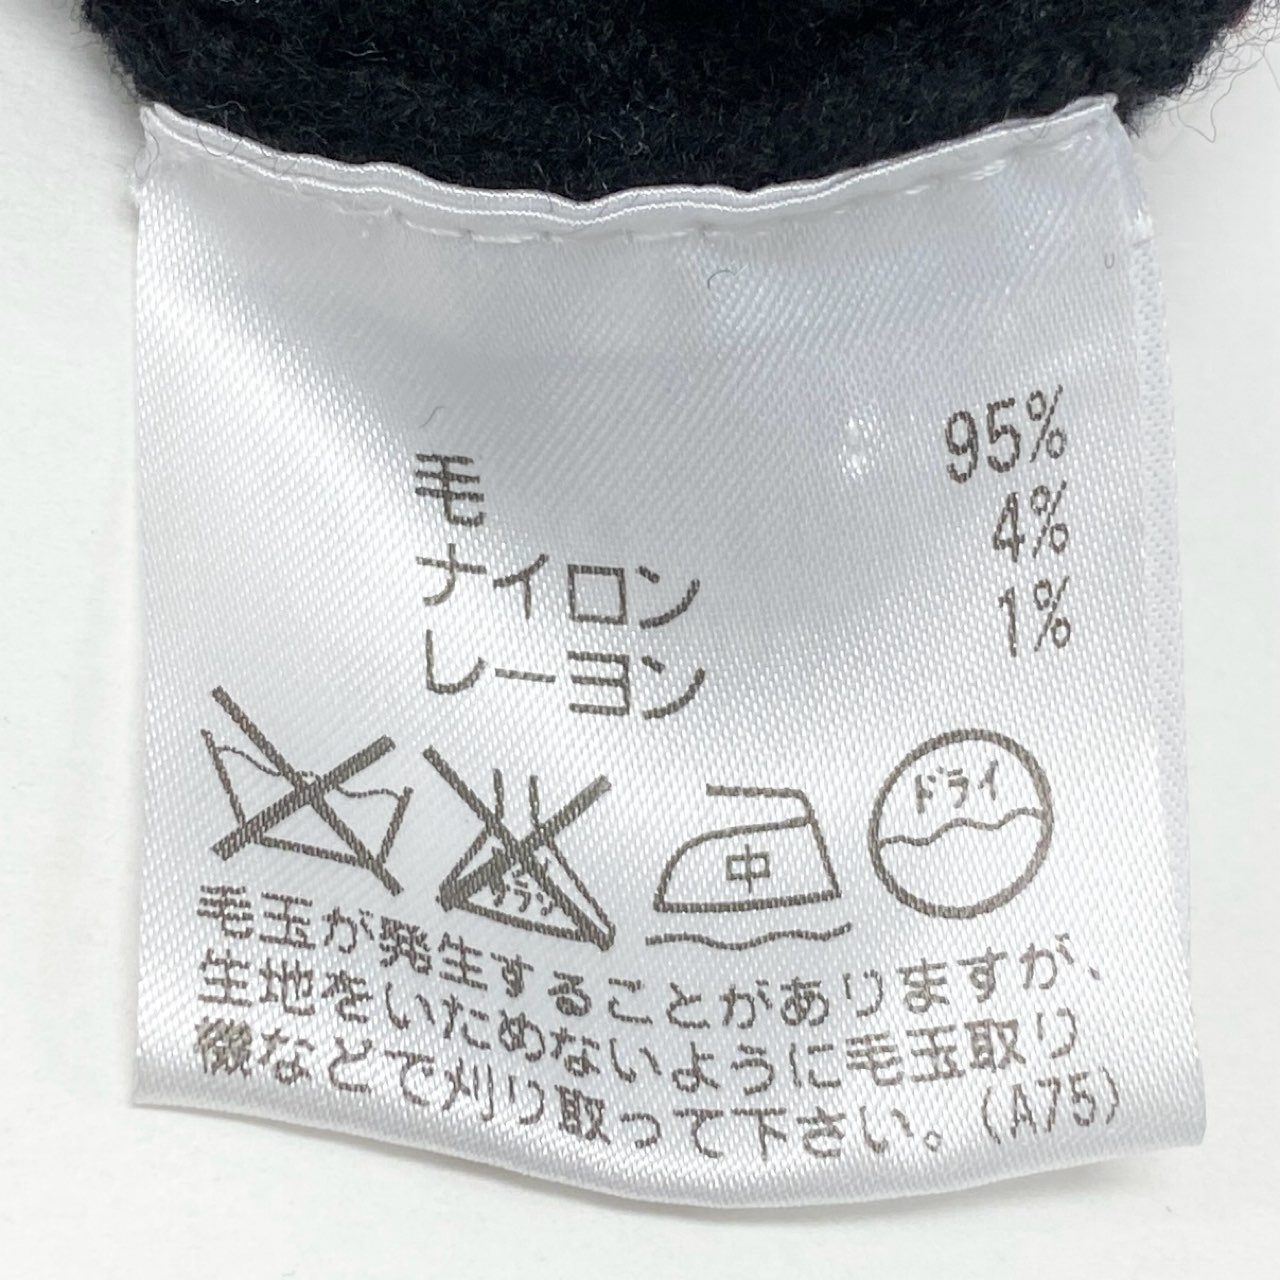 毛 95%
ナイロン 4%
レーヨン 1%
中
ドライ
毛玉が発生することがありますが、
生地をいためないように毛玉取り
機などで刈り取って下さい。(A75)